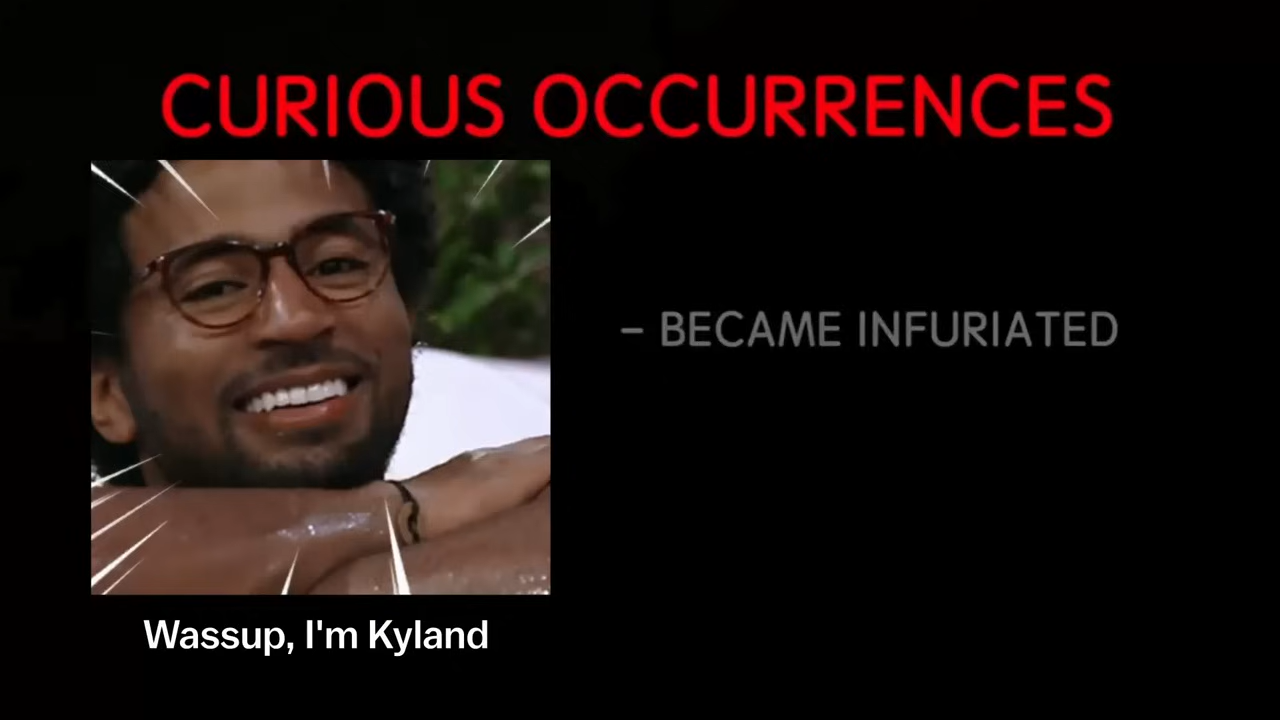 CURIOUS OCCURRENCES
– BECAME INFURIATED
Wassup, I'm Kyland